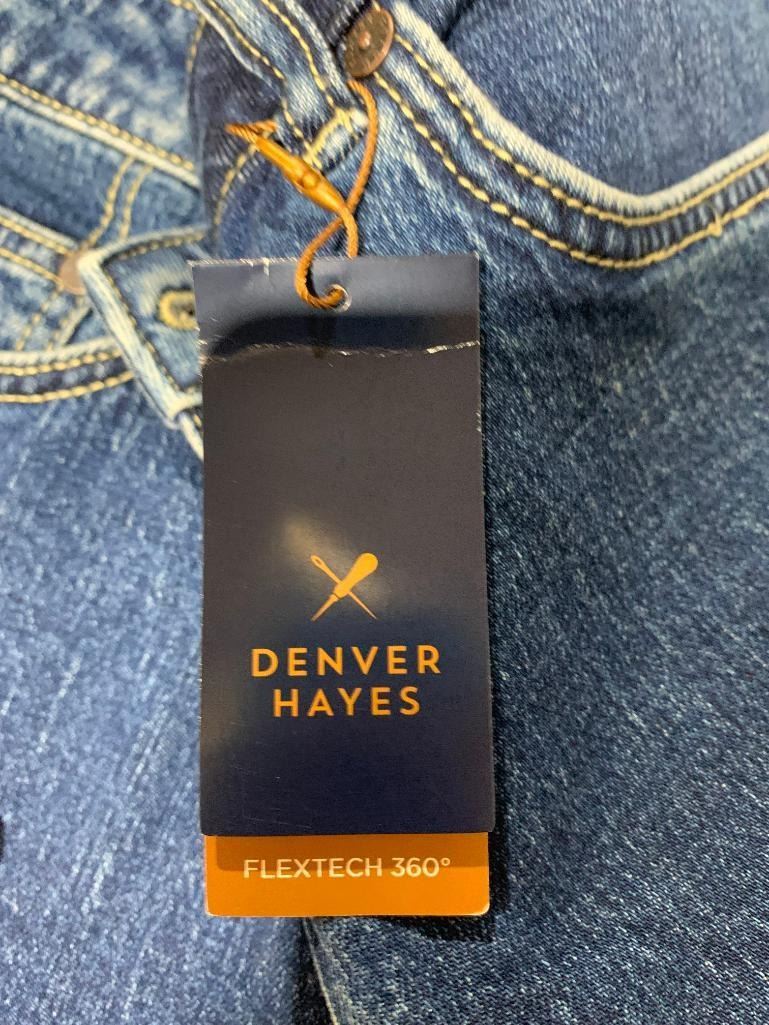 DENVER
HAYES
FLEXTECH 360°